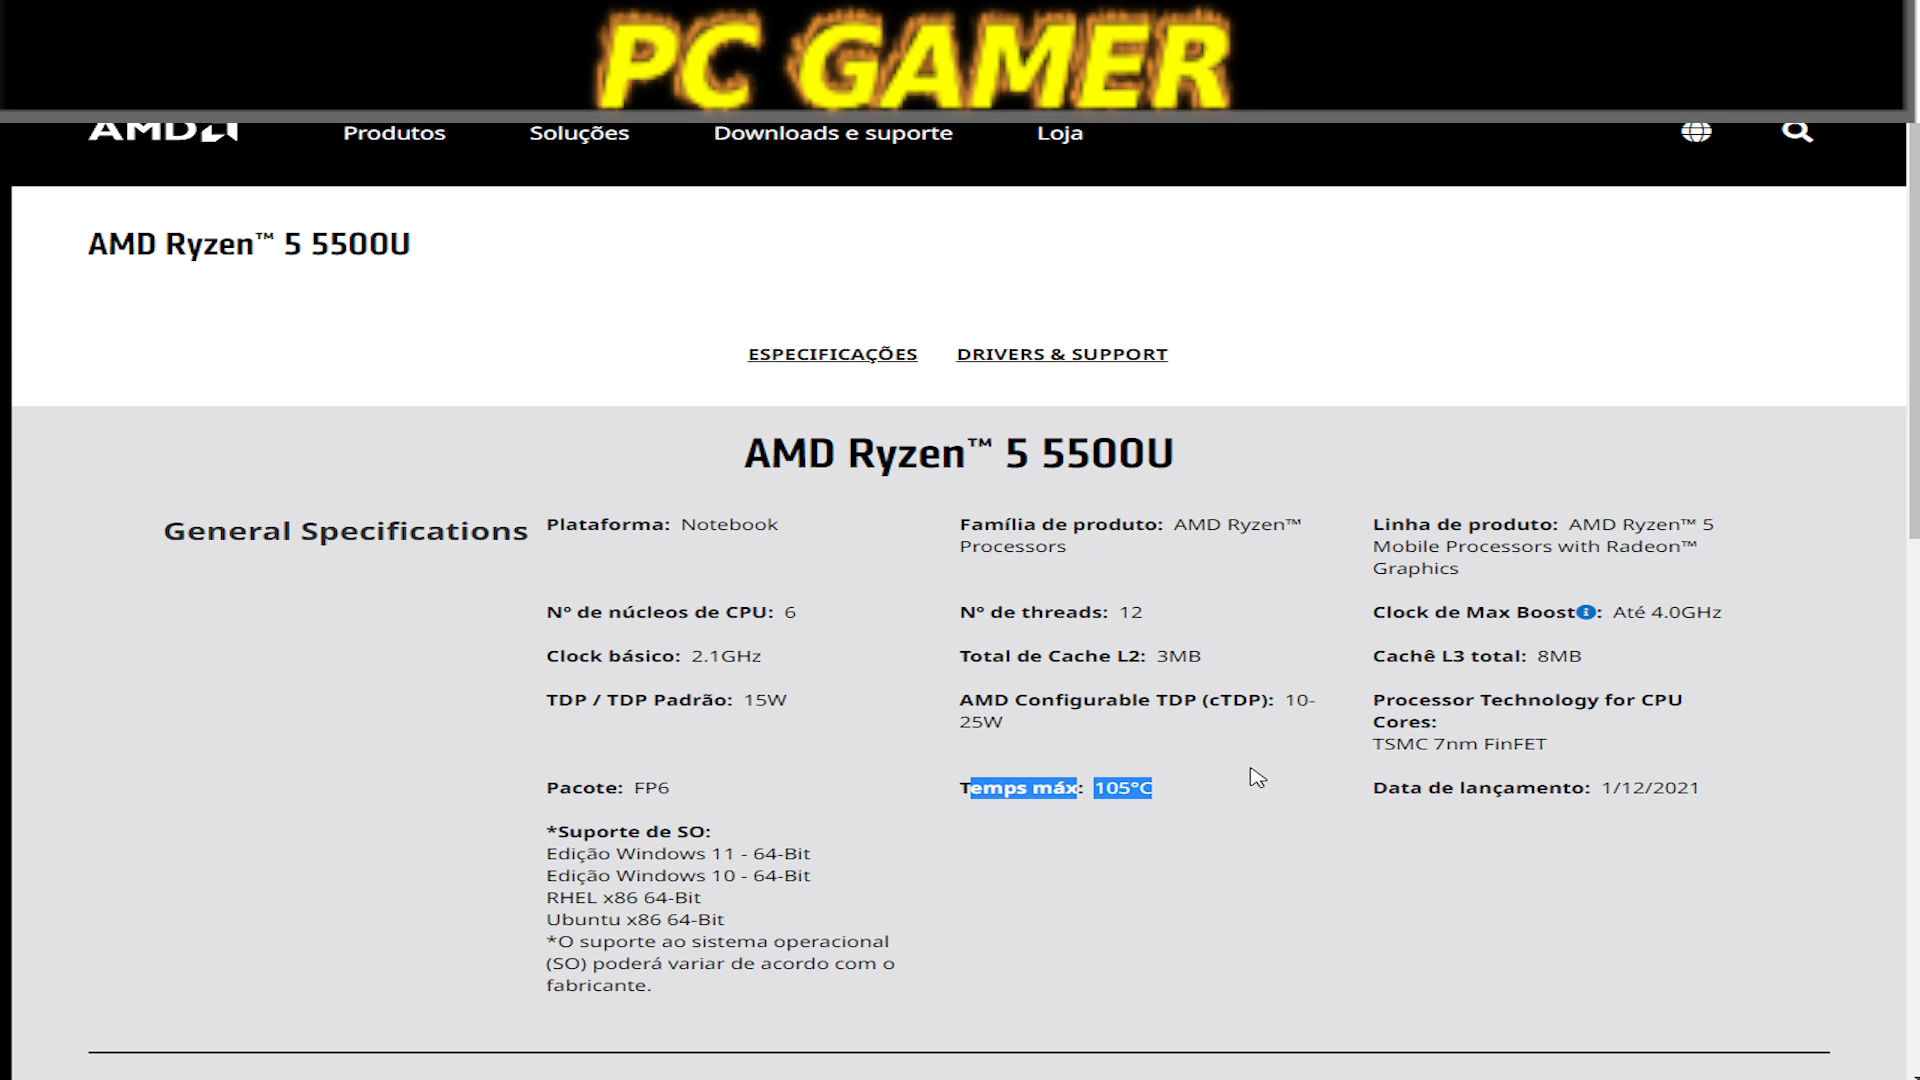 PC GAMER
AMD
Produtos
Soluções
Downloads e suporte
Loja
AMD Ryzen™ 5 5500U
ESPECIFICAÇÕES
DRIVERS & SUPPORT
AMD Ryzen™ 5 5500U
General Specifications
Plataforma: Notebook
Família de produto: AMD Ryzen™
Processors
Linha de produto: AMD Ryzen™ 5
Mobile Processors with Radeon™
Graphics
Nº de núcleos de CPU: 6
Nº de threads: 12
Clock de Max Boost: Até 4.0GHz
Clock básico: 2.1GHz
Total de Cache L2: 3MB
Cachê L3 total: 8MB
TDP / TDP Padrão: 15W
AMD Configurable TDP (cTDP): 10-
25W
Processor Technology for CPU
Cores:
TSMC 7nm FinFET
Pacote: FP6
Temps máx: 105°C
Data de lançamento: 1/12/2021
*Suporte de SO:
Edição Windows 11 - 64-Bit
Edição Windows 10 - 64-Bit
RHEL x86 64-Bit
Ubuntu x86 64-Bit
*O suporte ao sistema operacional
(SO) poderá variar de acordo com o
fabricante.